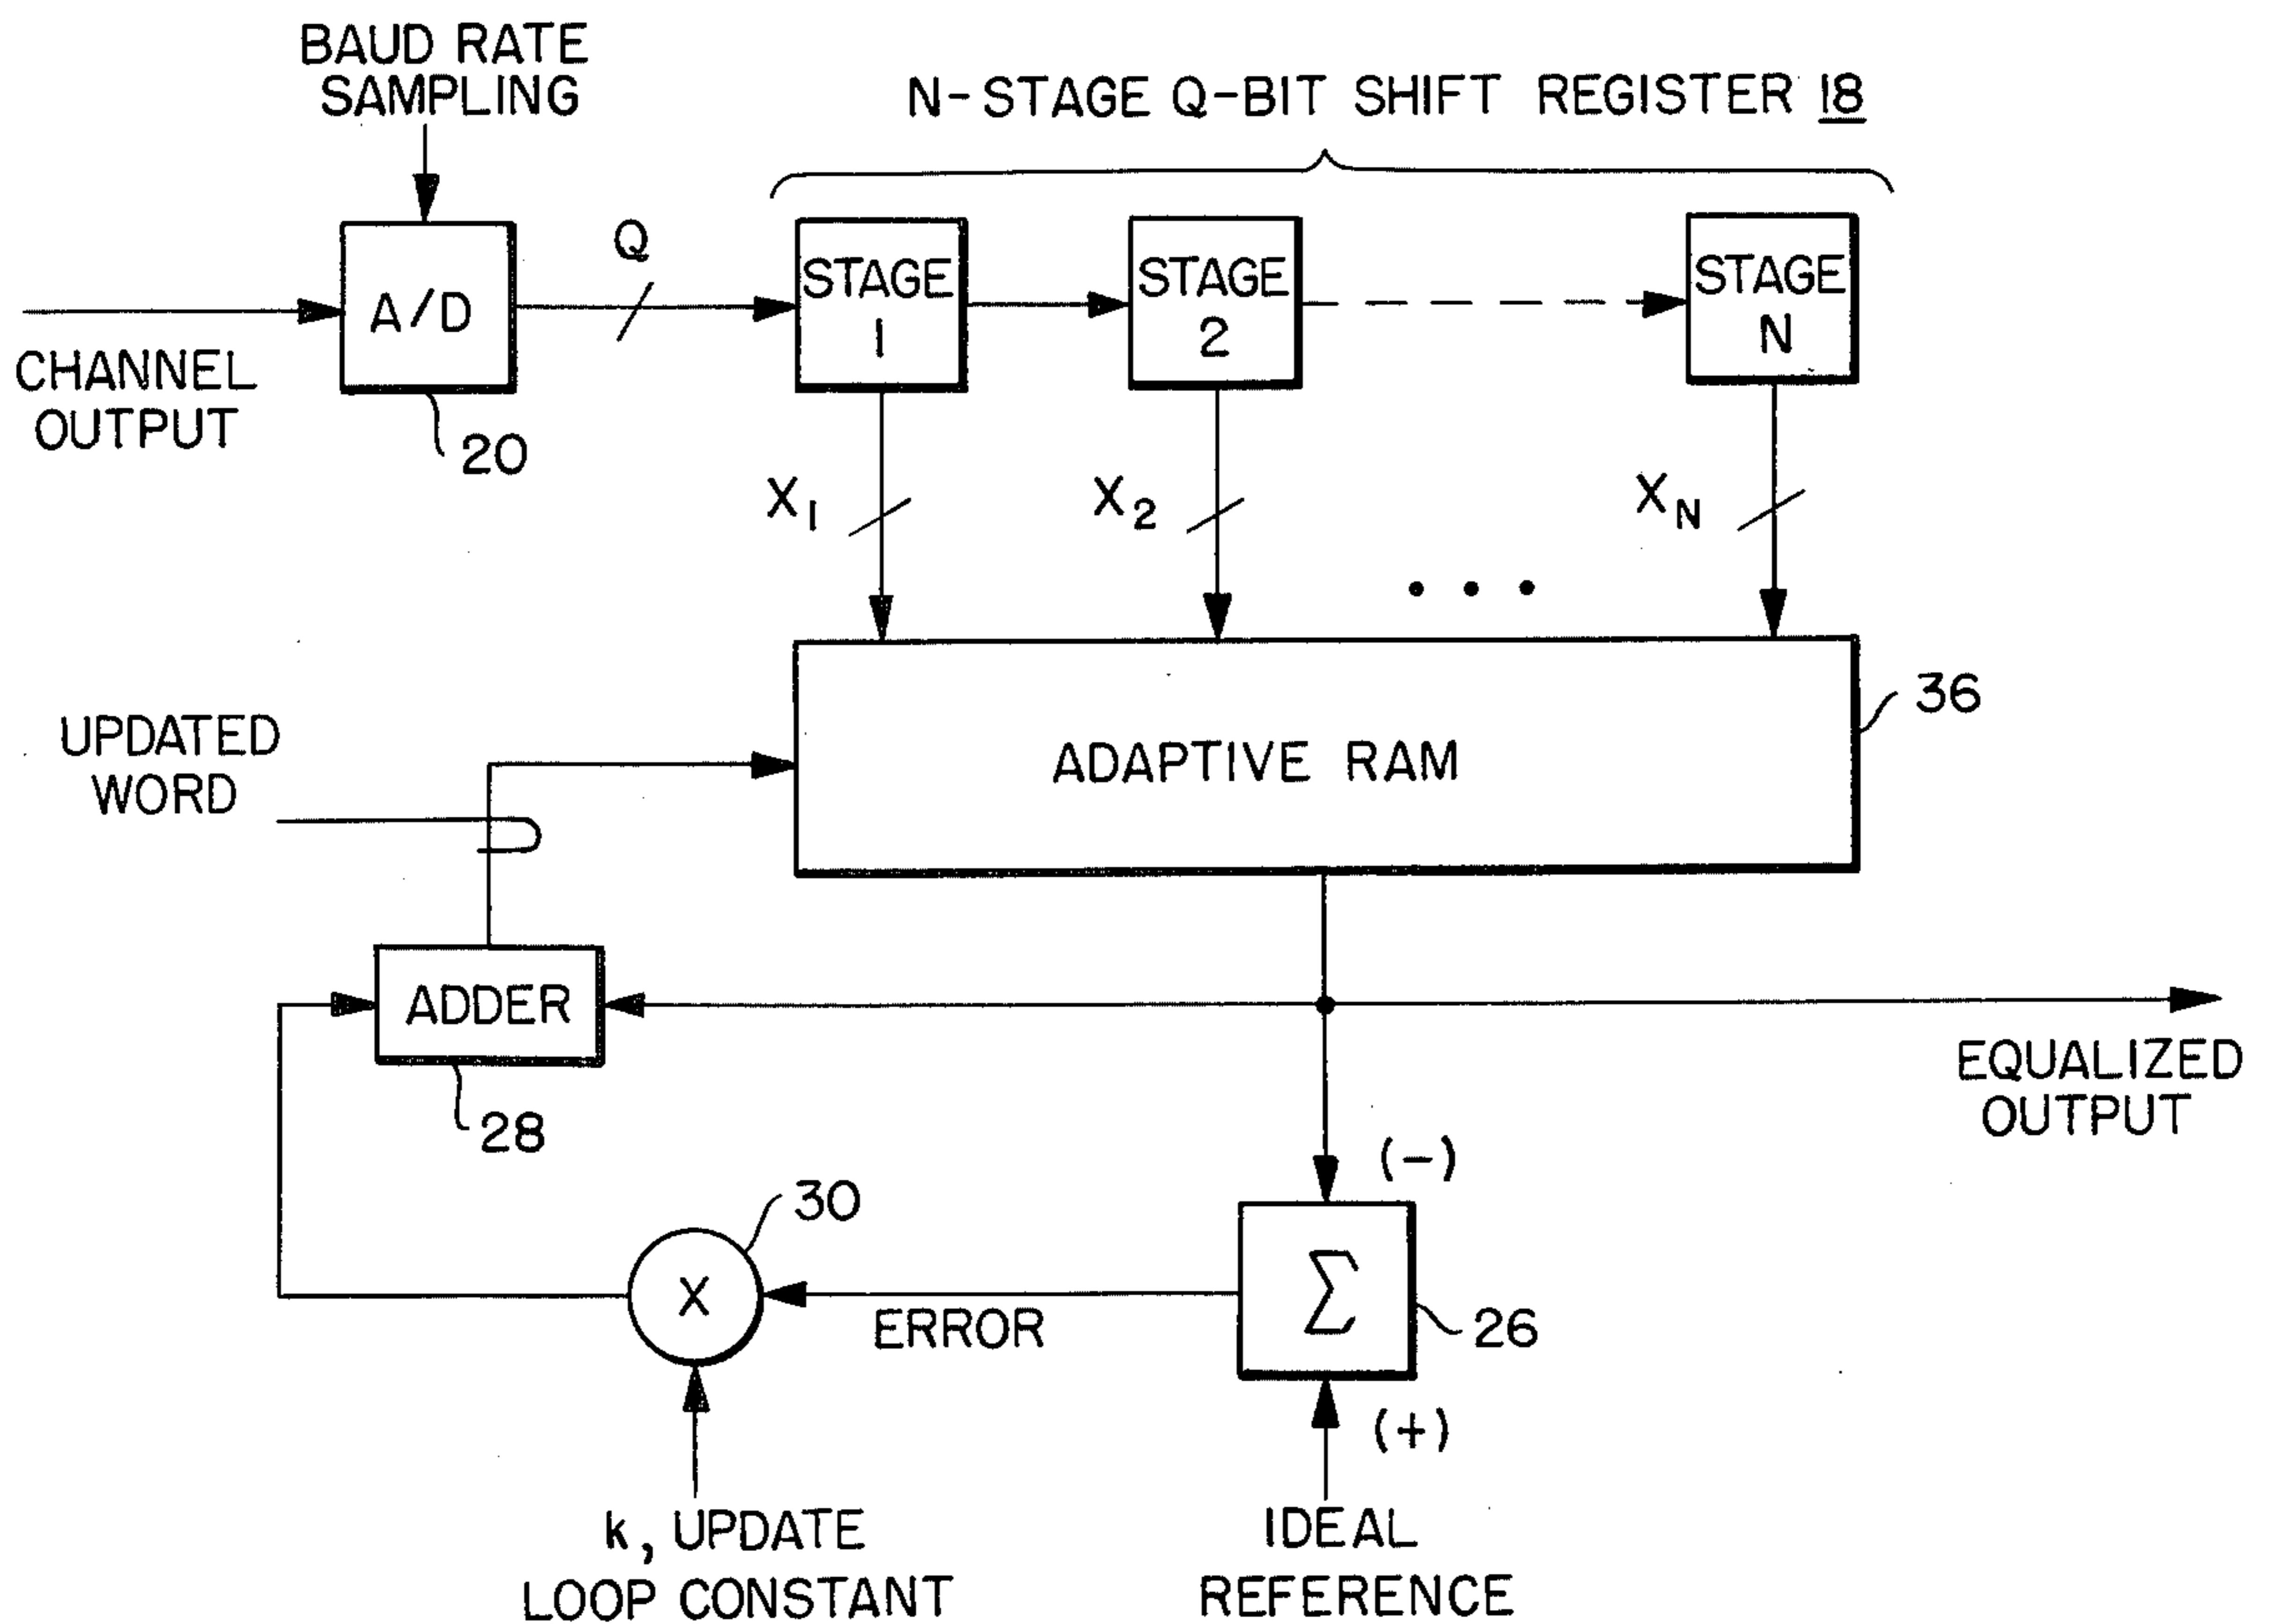 BAUD RATE
SAMPLING
N-STAGE Q-BIT SHIFT REGISTER 18
Q
A/D
STAGE
1
STAGE
2
STAGE
N
CHANNEL
OUTPUT
20
X1
X2
XN
• • •
36
UPDATED
WORD
ADAPTIVE RAM
ADDER
28
EQUALIZED
OUTPUT
(-)
30
X
ERROR
Σ
26
(+)
k, UPDATE
LOOP CONSTANT
IDEAL
REFERENCE